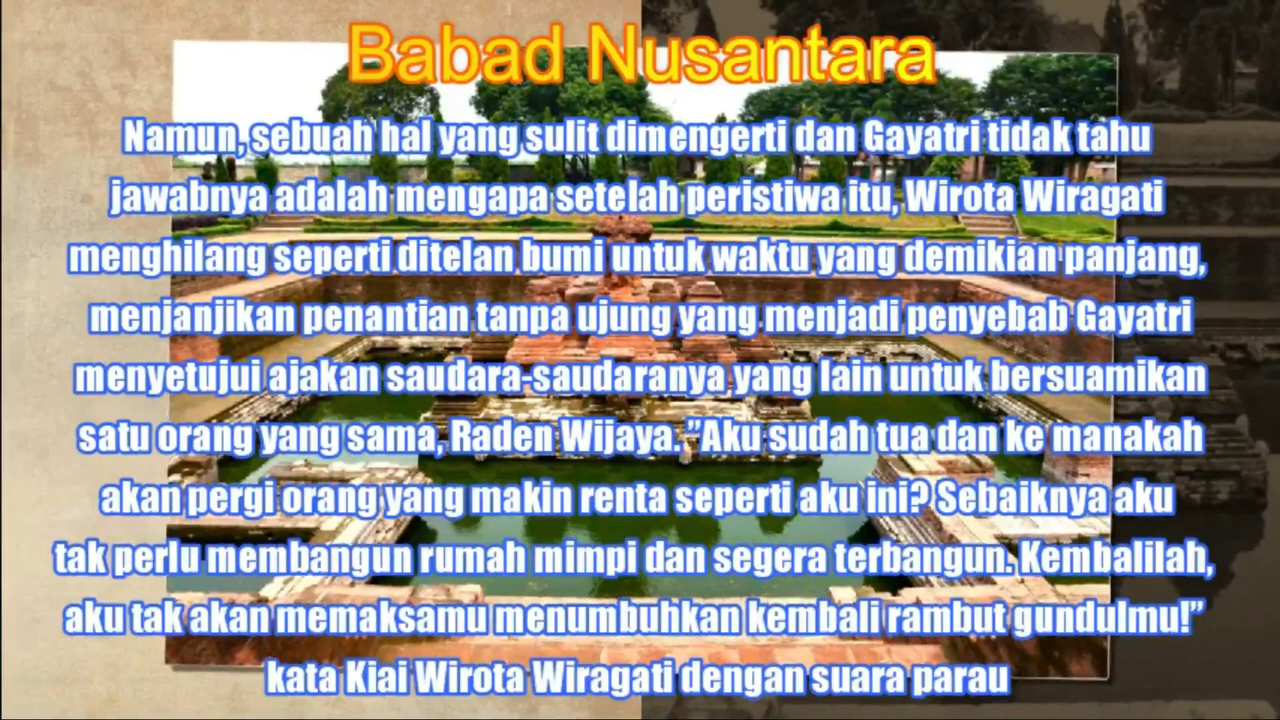 Babad Nusantara
Namun, sebuah hal yang sulit dimengerti dan Gayatri tidak tahu
jawabnya adalah mengapa setelah peristiwa itu, Wirota Wiragati
menghilang seperti ditelan bumi untuk waktu yang demikian panjang,
menjanjikan penantian tanpa ujung yang menjadi penyebab Gayatri
menyetujui ajakan saudara-saudaranya yang lain untuk bersuamikan
satu orang yang sama, Raden Wijaya. ”Aku sudah tua dan ke manakah
akan pergi orang yang makin renta seperti aku ini? Sebaiknya aku
tak perlu membangun rumah mimpi dan segera terbangun. Kembalilah,
aku tak akan memaksamu menumbuhkan kembali rambut gundulmu!”
kata Kiai Wirota Wiragati dengan suara parau